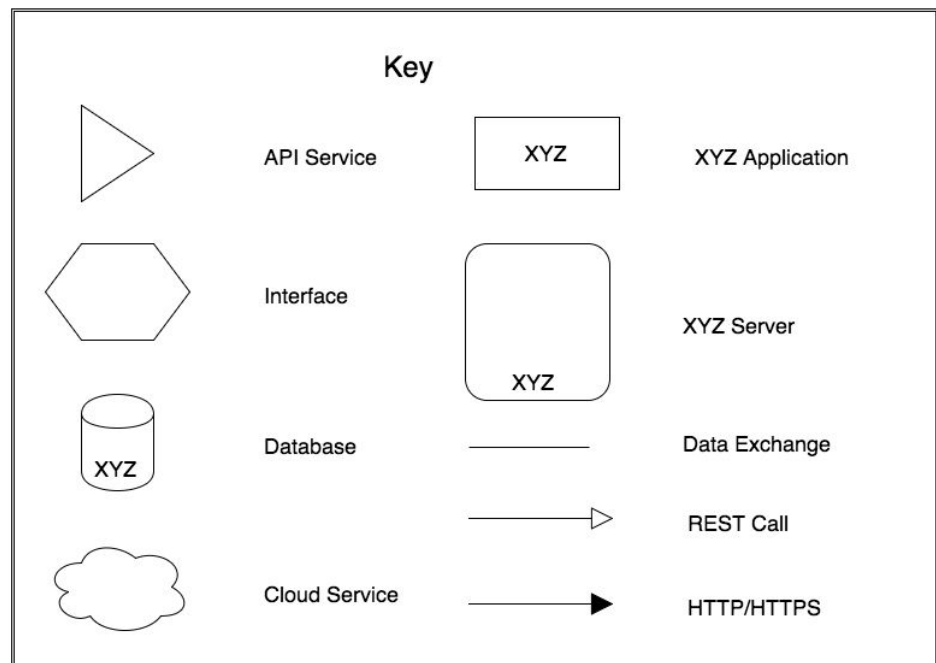 Key
API Service
XYZ
XYZ Application
Interface
XYZ
XYZ Server
XYZ
Database
Data Exchange
REST Call
Cloud Service
HTTP/HTTPS